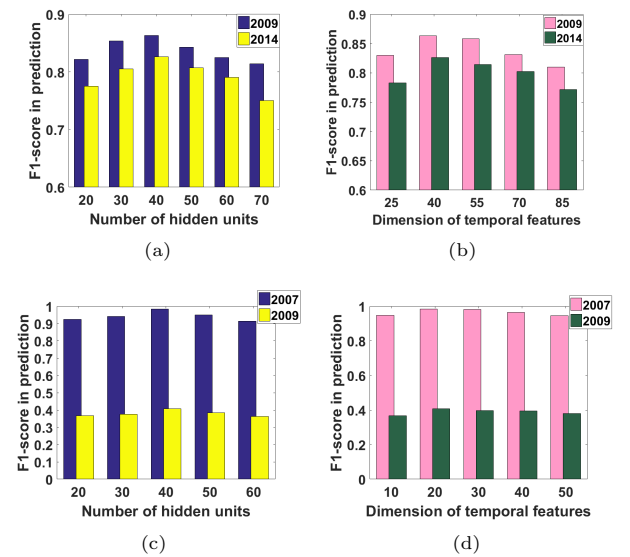 F1-score in prediction
0.9
0.8
0.7
0.6
2009
2014
20 30 40 50 60 70
Number of hidden units
(a)
F1-score in prediction
0.9
0.85
0.8
0.75
0.7
0.65
0.6
2009
2014
25 40 55 70 85
Dimension of temporal features
(b)
F1-score in prediction
1
0.9
0.8
0.7
0.6
0.5
0.4
0.3
0.2
0.1
0
2007
2009
20 30 40 50 60
Number of hidden units
(c)
F1-score in prediction
1
0.8
0.6
0.4
0.2
0
2007
2009
10 20 30 40 50
Dimension of temporal features
(d)